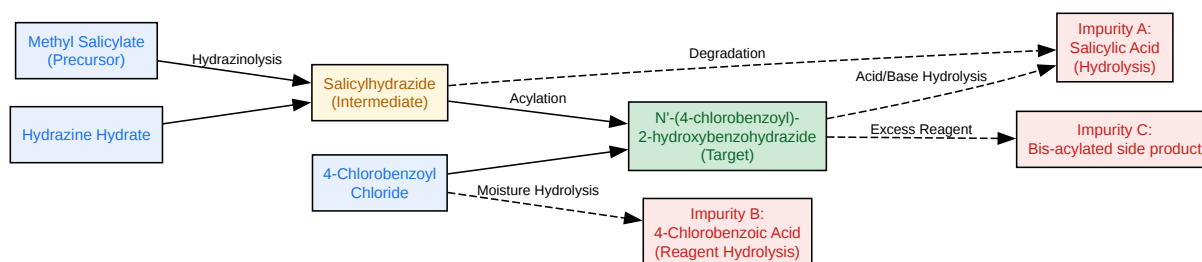 Methyl Salicylate
(Precursor)
Hydrazinolysis
Hydrazine Hydrate
Salicylhydrazide
(Intermediate)
Degradation
Acylation
4-Chlorobenzoyl
Chloride
Moisture Hydrolysis
N'-(4-chlorobenzoyl)-
2-hydroxybenzohydrazide
(Target)
Acid/Base Hydrolysis
Excess Reagent
Impurity A:
Salicylic Acid
(Hydrolysis)
Impurity C:
Bis-acylated side product
Impurity B:
4-Chlorobenzoic Acid
(Reagent Hydrolysis)